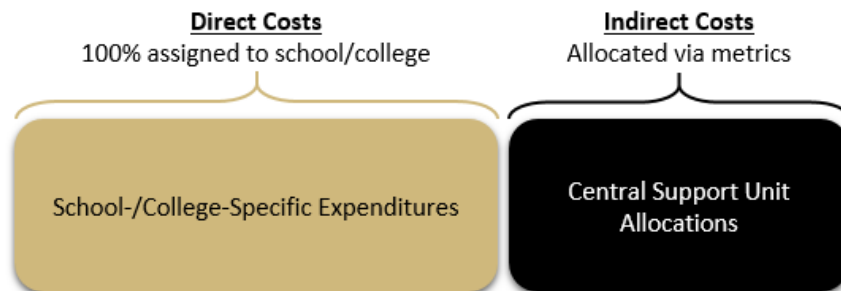 Direct Costs
100% assigned to school/college
Indirect Costs
Allocated via metrics
School-/College-Specific Expenditures
Central Support Unit
Allocations